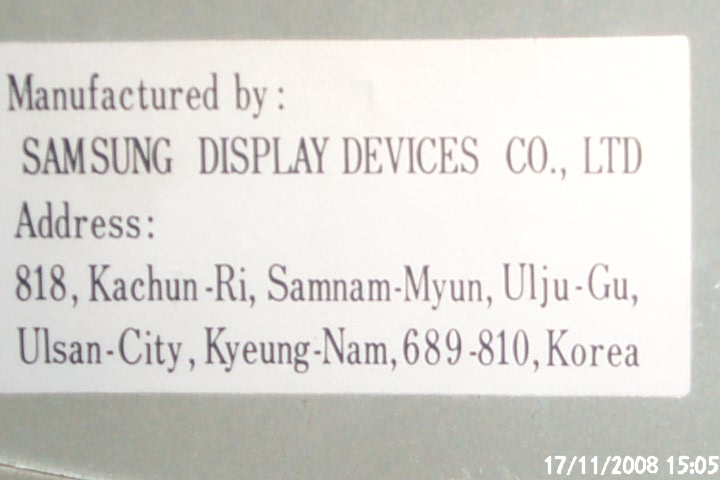 Manufactured by:
SAMSUNG DISPLAY DEVICES CO., LTD
Address:
818, Kachun-Ri, Samnam-Myun, Ulju-Gu,
Ulsan-City, Kyeung-Nam, 689-810, Korea
17/11/2008 15:05